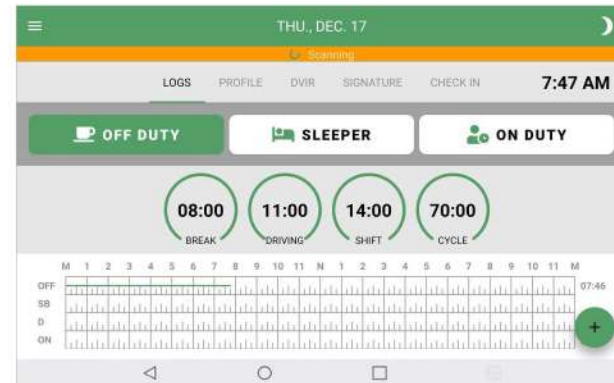 THU., DEC. 17
Scanning
LOGS PROFILE DVIR SIGNATURE CHECK IN 7:47 AM
OFF DUTY SLEEPER ON DUTY
08:00 11:00 14:00 70:00
BREAK DRIVING SHIFT CYCLE
M 1 2 3 4 5 6 7 8 9 10 11 N 1 2 3 4 5 6 7 8 9 10 11 M
OFF 07:46
SB
D
ON
+